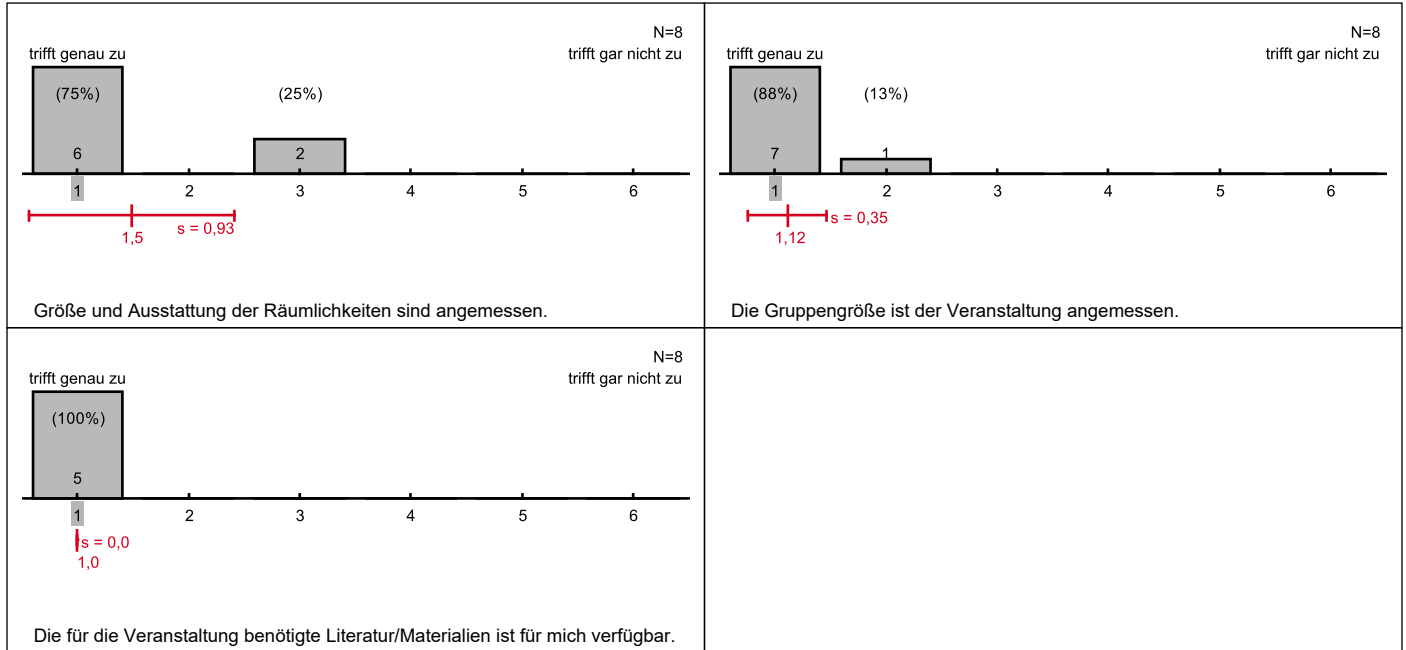 N=8
trifft genau zu trifft gar nicht zu
(75%) (25%)
6 2
1 2 3 4 5 6
s = 0,93
1,5
Größe und Ausstattung der Räumlichkeiten sind angemessen.
N=8
trifft genau zu trifft gar nicht zu
(88%) (13%)
7 1
1 2 3 4 5 6
s = 0,35
1,12
Die Gruppengröße ist der Veranstaltung angemessen.
N=8
trifft genau zu trifft gar nicht zu
(100%)
5
1 2 3 4 5 6
s = 0,0
1,0
Die für die Veranstaltung benötigte Literatur/Materialien ist für mich verfügbar.